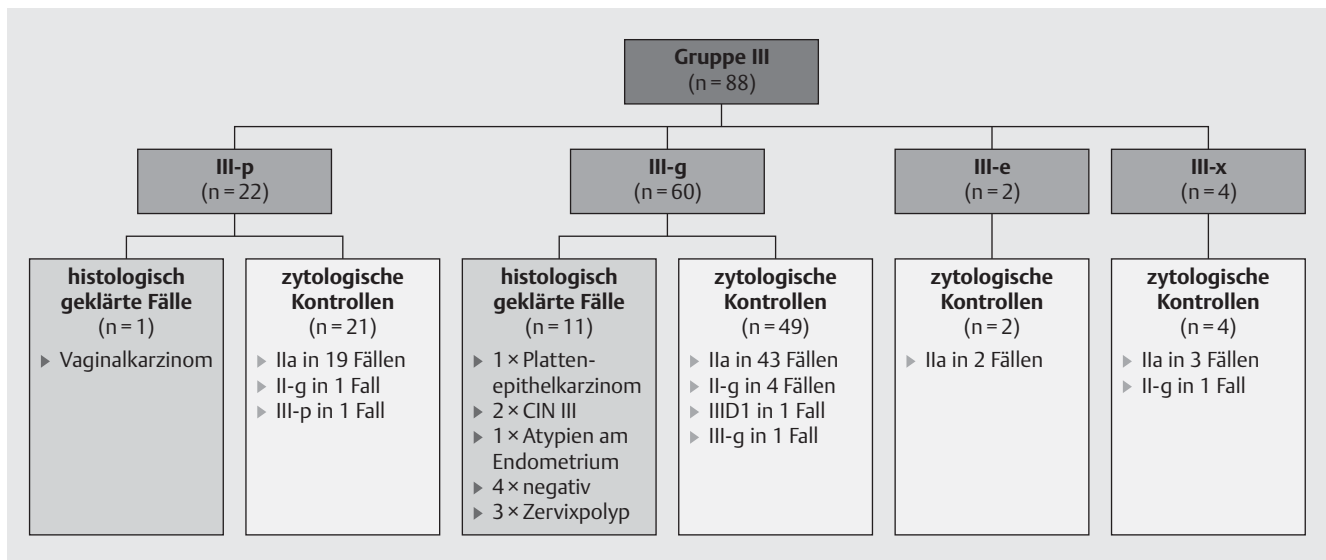 Gruppe III
(n = 88)
III-p
(n = 22)
III-g
(n = 60)
III-e
(n = 2)
III-x
(n = 4)
histologisch
geklärte Fälle
(n = 1)
▶ Vaginalkarzinom
zytologische
Kontrollen
(n = 21)
▶ IIa in 19 Fällen
▶ II-g in 1 Fall
▶ III-p in 1 Fall
histologisch
geklärte Fälle
(n = 11)
▶ 1 × Platten-
epithelkarzinom
▶ 2 × CIN III
▶ 1 × Atypien am
Endometrium
▶ 4 × negativ
▶ 3 × Zervixpolyp
zytologische
Kontrollen
(n = 49)
▶ IIa in 43 Fällen
▶ II-g in 4 Fällen
▶ IIID1 in 1 Fall
▶ III-g in 1 Fall
zytologische
Kontrollen
(n = 2)
▶ IIa in 2 Fällen
zytologische
Kontrollen
(n = 4)
▶ IIa in 3 Fällen
▶ II-g in 1 Fall